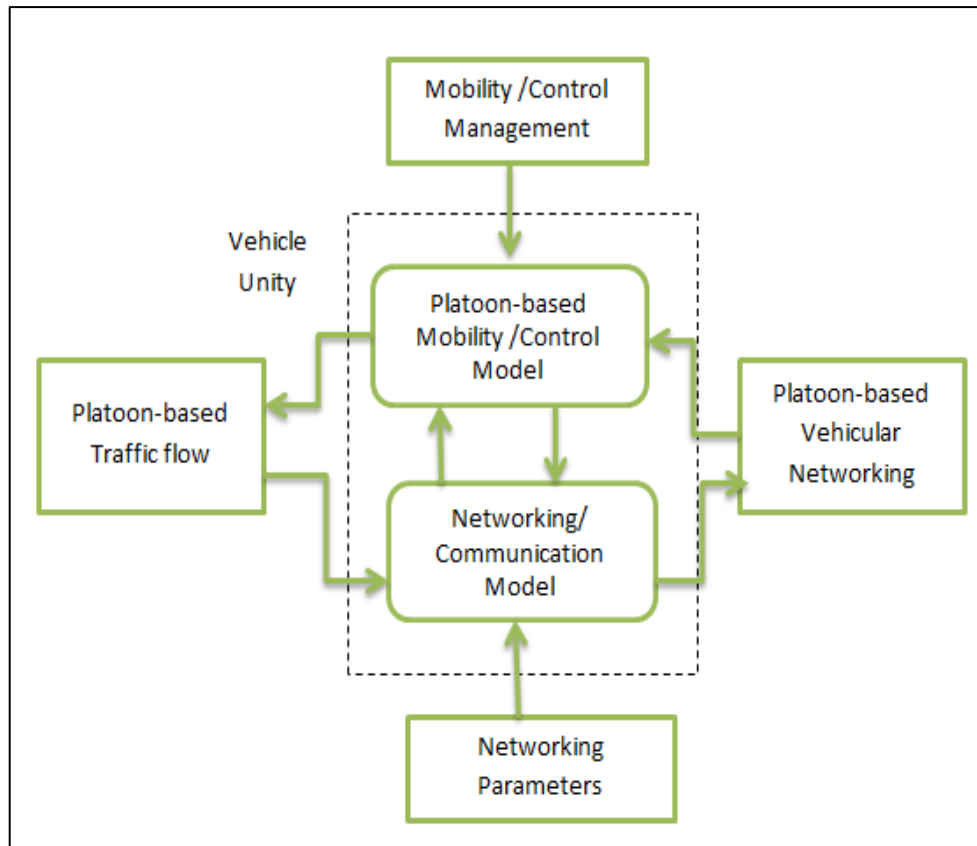 Mobility /Control
Management
Vehicle
Unity
Platoon-based
Mobility /Control
Model
Platoon-based
Traffic flow
Platoon-based
Vehicular
Networking
Networking/
Communication
Model
Networking
Parameters